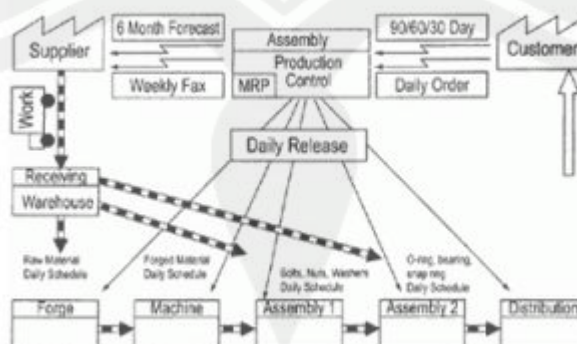 Supplier
6 Month Forecast
Weekly Fax
Assembly
Production
Control
MRP
90/60/30 Day
Daily Order
Customer
Work
Daily Release
Receiving
Warehouse
Raw Material
Daily Schedule
Forged Material
Daily Schedule
Bolts, Nuts, Washers
Daily Schedule
O-ring, bearing,
snap ring
Daily Schedule
Forge
Machine
Assembly 1
Assembly 2
Distribution